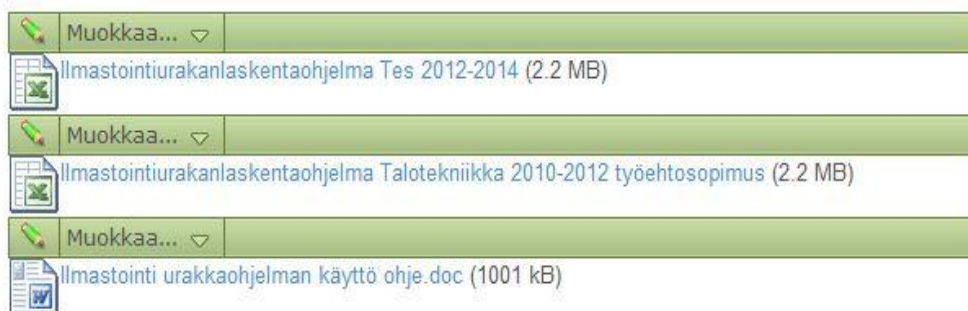 Muokkaa...
Ilmastointiurakanlaskentaohjelma Tes 2012-2014 (2.2 MB)
Muokkaa...
Ilmastointiurakanlaskentaohjelma Talotekniikka 2010-2012 työehtosopimus (2.2 MB)
Muokkaa...
Ilmastointi urakkaohjelman käyttö ohje.doc (1001 kB)